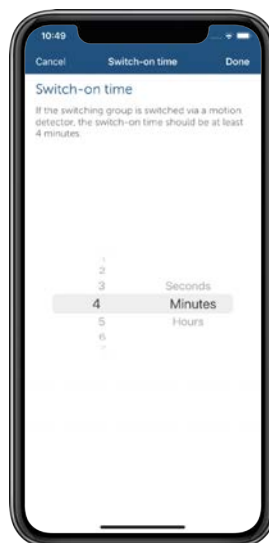 10:49
Cancel Switch-on time Done
Switch-on time
If the switching group is switched via a motion
detector, the switch-on time should be at least
4 minutes.
2
3 Seconds
4 Minutes
5 Hours
6